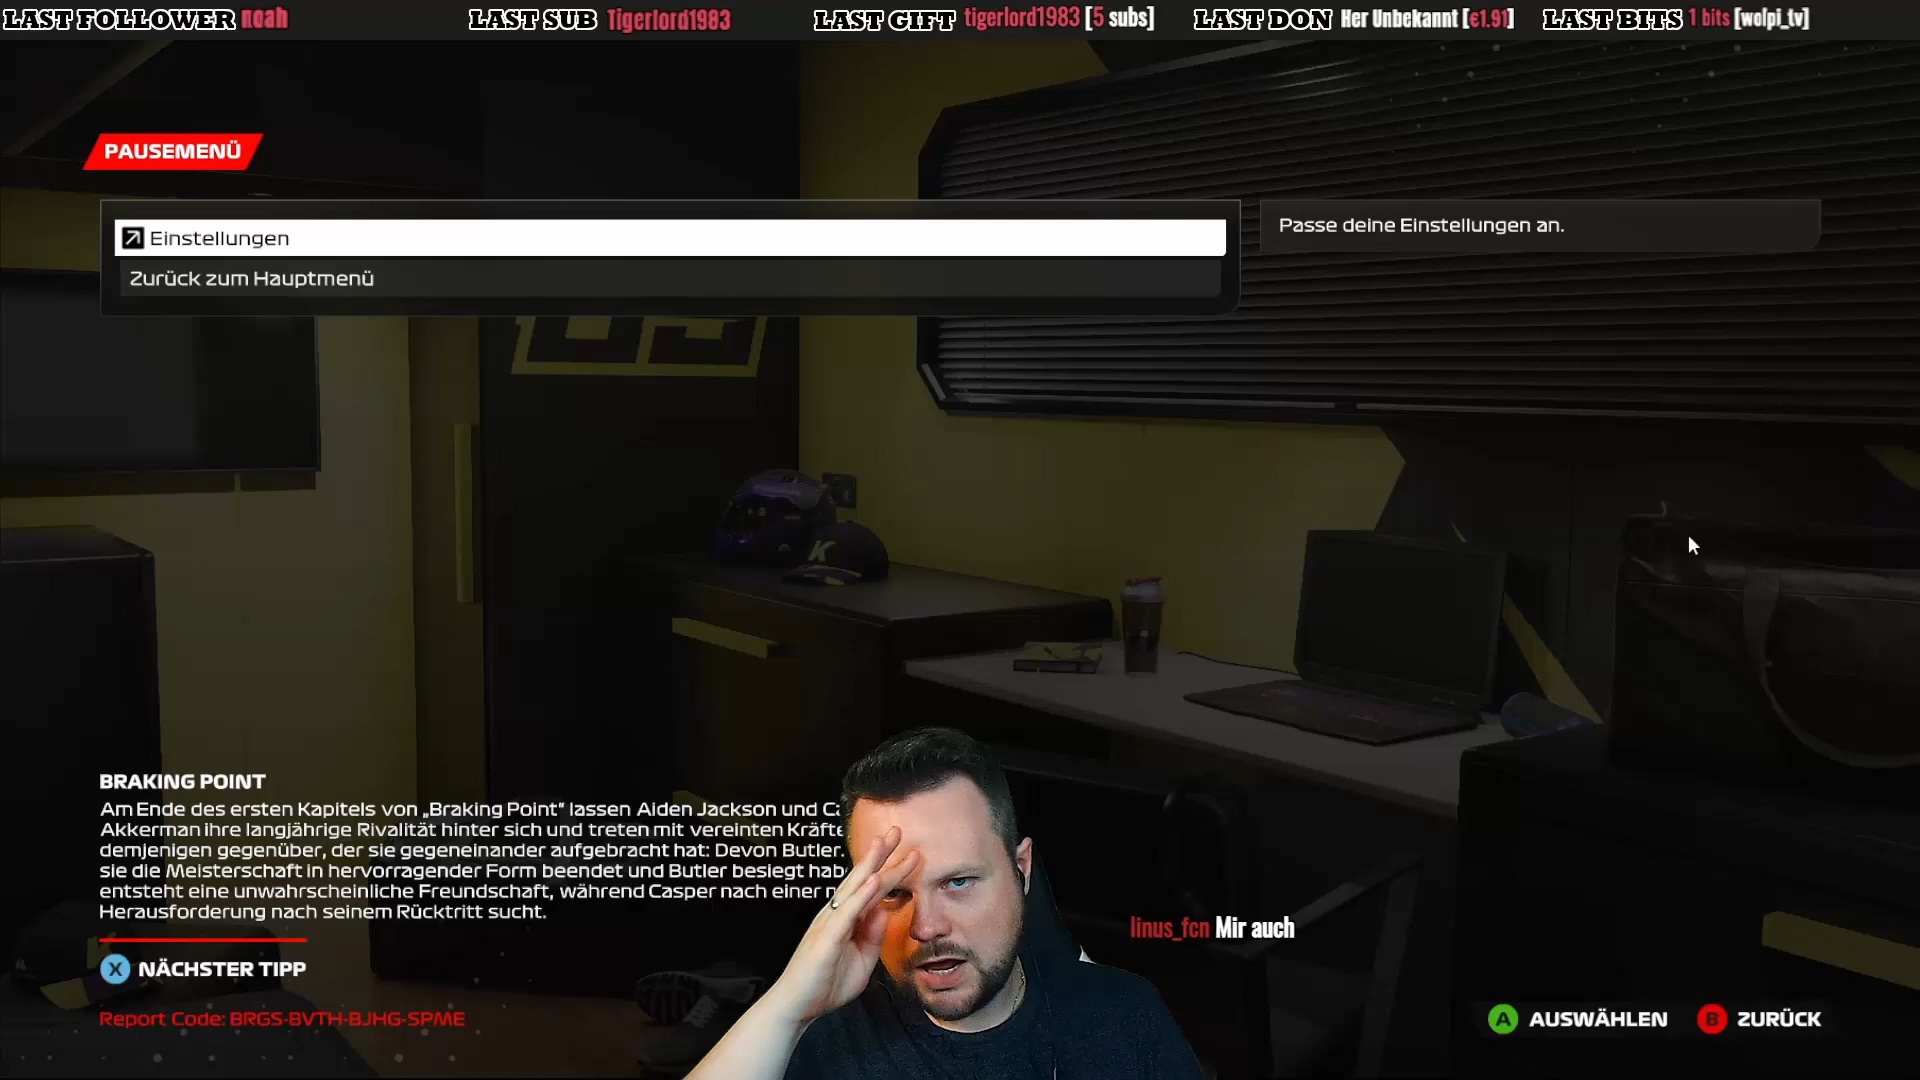 LAST FOLLOWER noah
LAST SUB Tigerlord1983
LAST GIFT tigerlord1983 [5 subs]
LAST DON Her Unbekannt [€1.91]
LAST BITS 1 bits [wolpi_tv]
PAUSEMENÜ
Einstellungen
Zurück zum Hauptmenü
Passe deine Einstellungen an.
K
BRAKING POINT
Am Ende des ersten Kapitels von „Braking Point" lassen Aiden Jackson und
Akkerman ihre langjährige Rivalität hinter sich und treten mit vereinten
demjenigen gegenüber, der sie gegeneinander aufgebracht hat: Devon Butler.
sie die Meisterschaft in hervorragender Form beendet und Butler besiegt
entsteht eine unwahrscheinliche Freundschaft, während Casper nach einer
Herausforderung nach seinem Rücktritt sucht.
X NÄCHSTER TIPP
Report Code: BRGS-BVTH-BJHG-SPME
linus_fcn Mir auch
A AUSWÄHLEN
B ZURÜCK